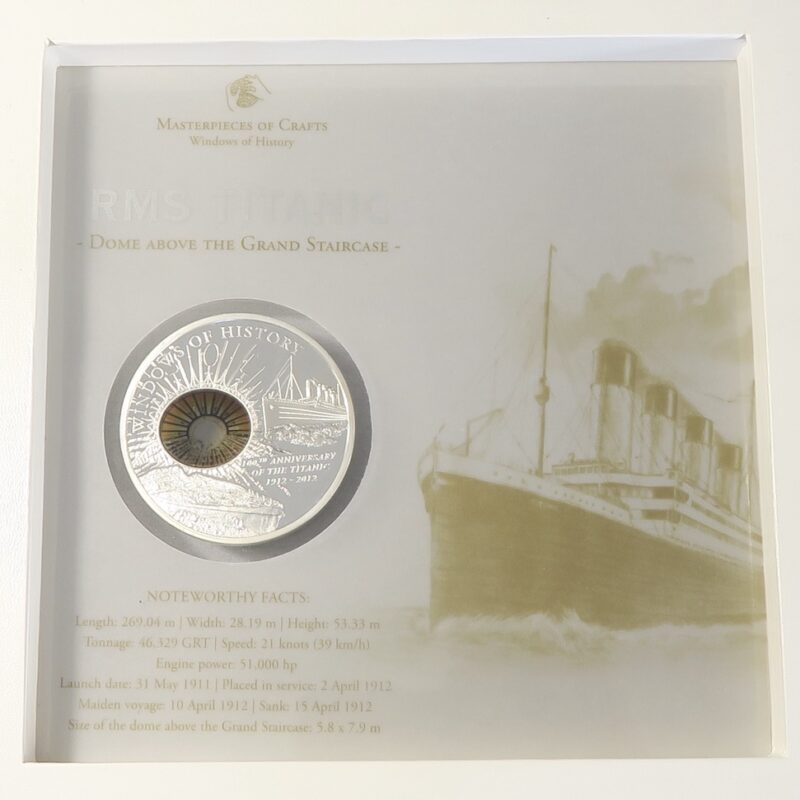 MASTERPIECES OF CRAFTS
Windows of History
RMS TITANIC
- DOME ABOVE THE GRAND STAIRCASE -
WINDOWS OF HISTORY
100TH ANNIVERSARY
OF THE TITANIC
1912 - 2012
NOTEWORTHY FACTS:
Length: 269.04 m | Width: 28.19 m | Height: 53.33 m
Tonnage: 46,329 GRT | Speed: 21 knots (39 km/h)
Engine power: 51,000 hp
Launch date: 31 May 1911 | Placed in service: 2 April 1912
Maiden voyage: 10 April 1912 | Sank: 15 April 1912
Size of the dome above the Grand Staircase: 5.8 x 7.9 m